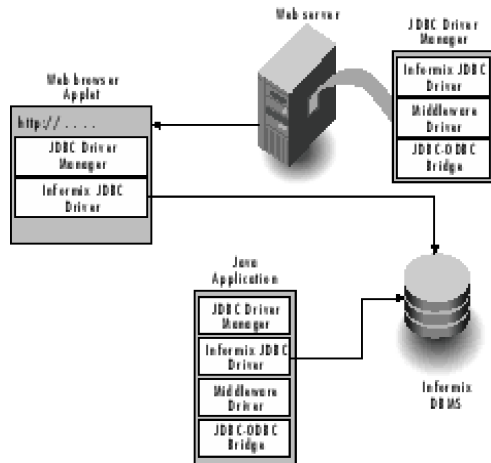 Web server
JDBC Driver
Manager
Informix JDBC
Driver
Middleware
Driver
JDBC-ODBC
Bridge
Web browser
Applet
http:// . . . .
JDBC Driver
Manager
Informix JDBC
Driver
Java
Application
JDBC Driver
Manager
Informix JDBC
Driver
Middleware
Driver
JDBC-ODBC
Bridge
Informix
DBMS